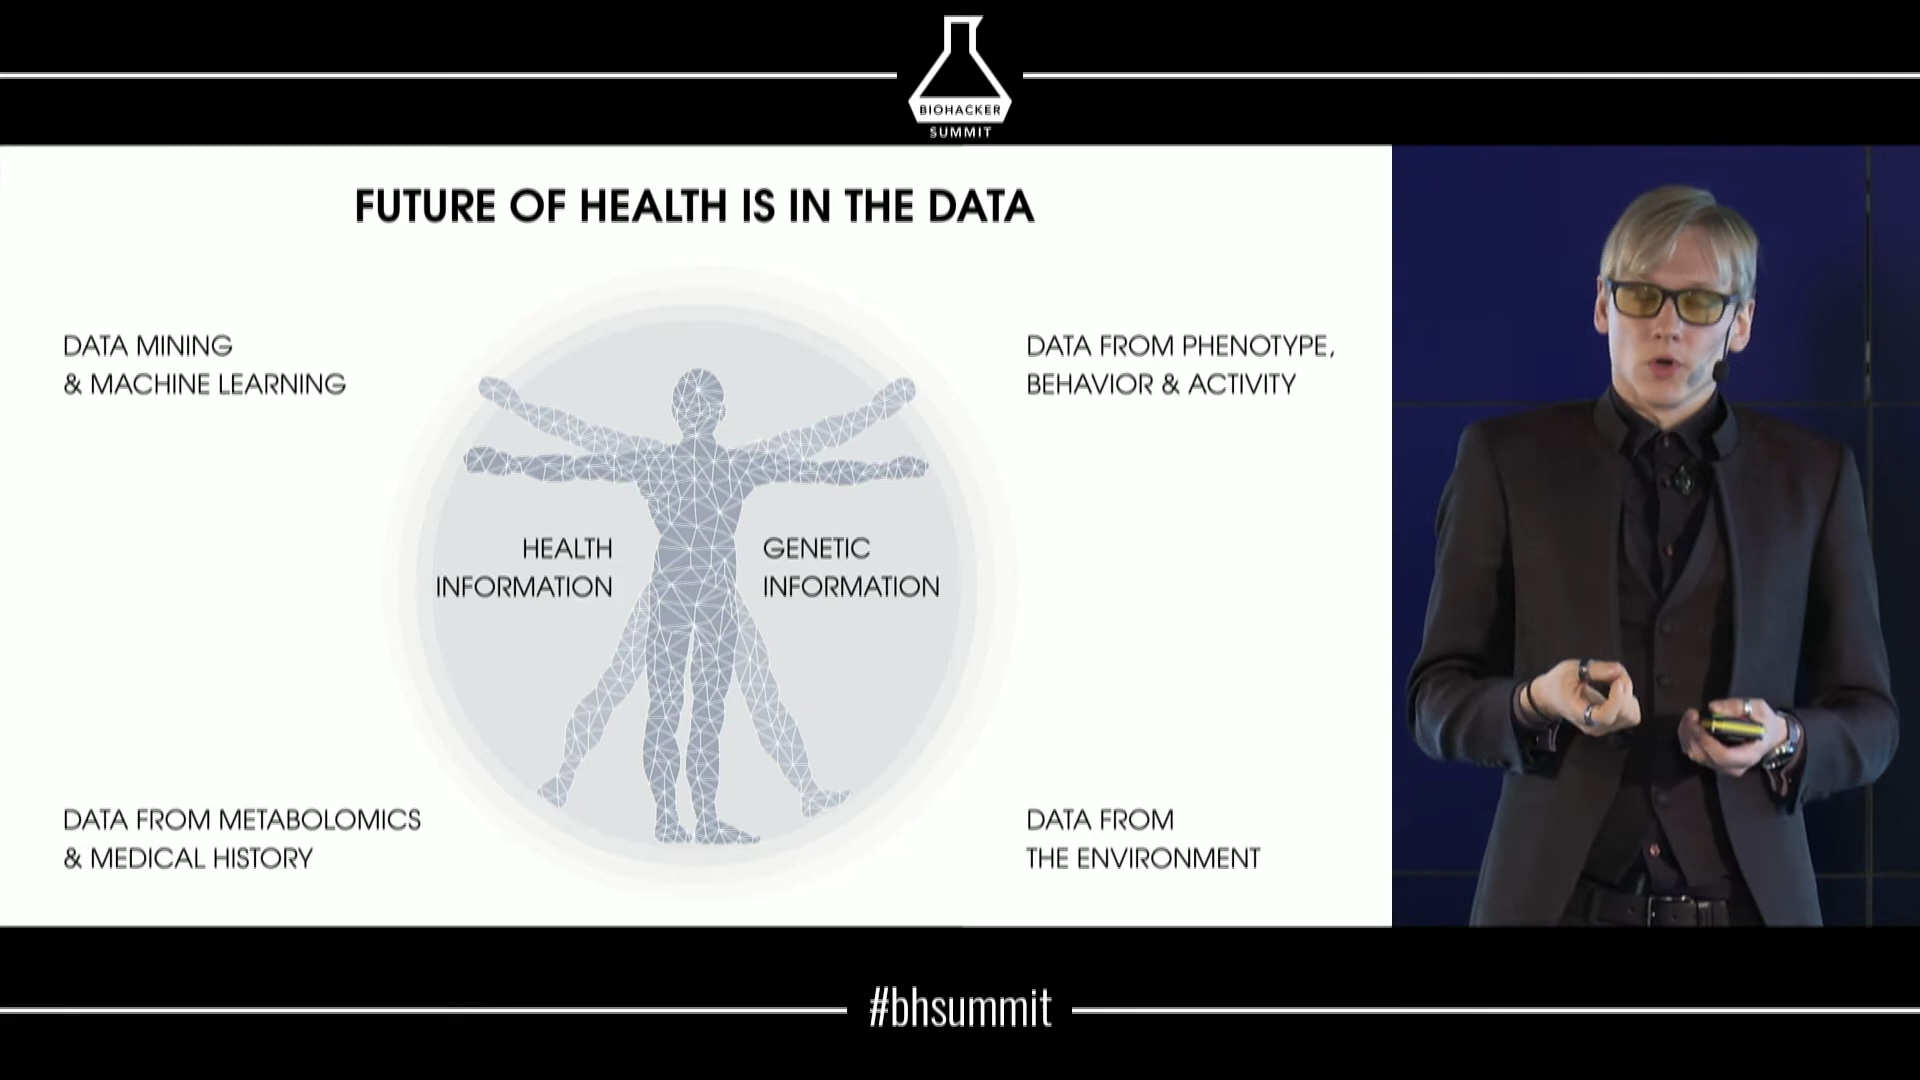 BIOHACKER
SUMMIT
FUTURE OF HEALTH IS IN THE DATA
DATA MINING
& MACHINE LEARNING
DATA FROM PHENOTYPE,
BEHAVIOR & ACTIVITY
HEALTH
INFORMATION
GENETIC
INFORMATION
DATA FROM METABOLOMICS
& MEDICAL HISTORY
DATA FROM
THE ENVIRONMENT
#bhsummit